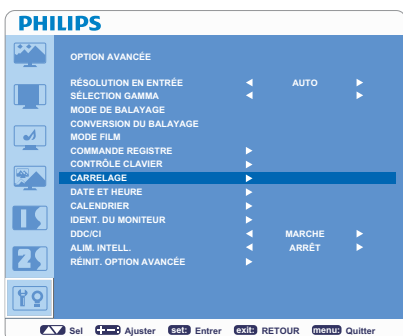 PHILIPS
OPTION AVANCÉE
RÉSOLUTION EN ENTRÉE AUTO
SÉLECTION GAMMA
MODE DE BALAYAGE
CONVERSION DU BALAYAGE
MODE FILM
COMMANDE REGISTRE
CONTRÔLE CLAVIER
CARRELAGE
DATE ET HEURE
CALENDRIER
IDENT. DU MONITEUR
DDC/CI MARCHE
ALIM. INTELL. ARRÊT
RÉINIT. OPTION AVANCÉE
Sel Ajuster set: Entrer exit: RETOUR menu: Quitter